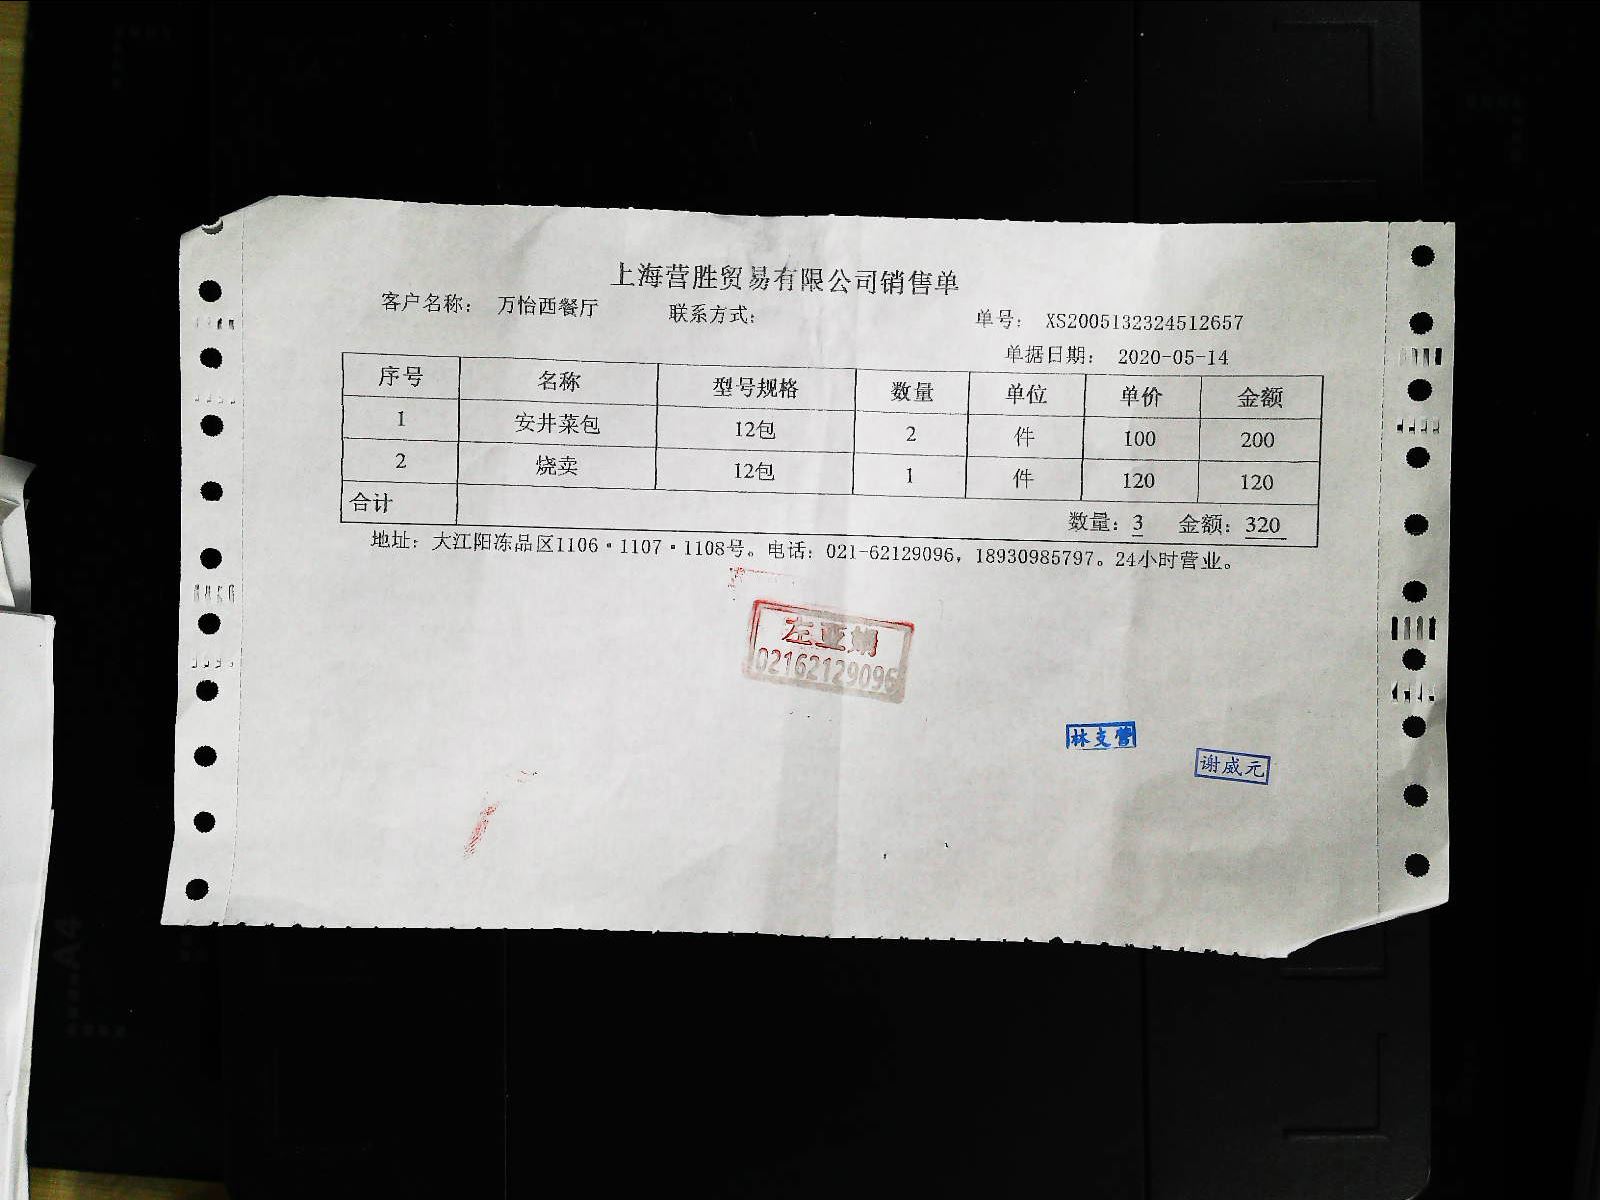 上海营胜贸易有限公司销售单
客户名称： 万怡西餐厅 联系方式： 单号： XS2005132324512657
单据日期： 2020-05-14
序号 名称 型号规格 数量 单位 单价 金额
1 安井菜包 12包 2 件 100 200
2 烧卖 12包 1 件 120 120
合计 数量：3 金额：320
地址：大江阳冻品区1106·1107·1108号。电话：021-62129096，18930985797。24小时营业。
左亚娟
02162129096
林支营
谢威元
A4